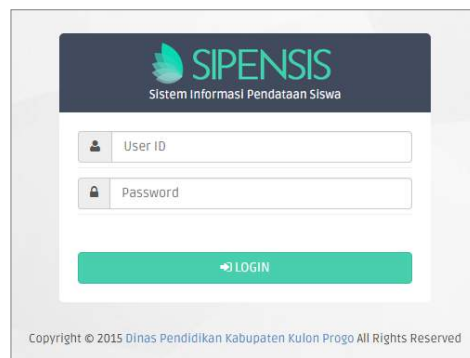 SIPENSIS
Sistem Informasi Pendataan Siswa
User ID
Password
LOGIN
Copyright © 2015 Dinas Pendidikan Kabupaten Kulon Progo All Rights Reserved